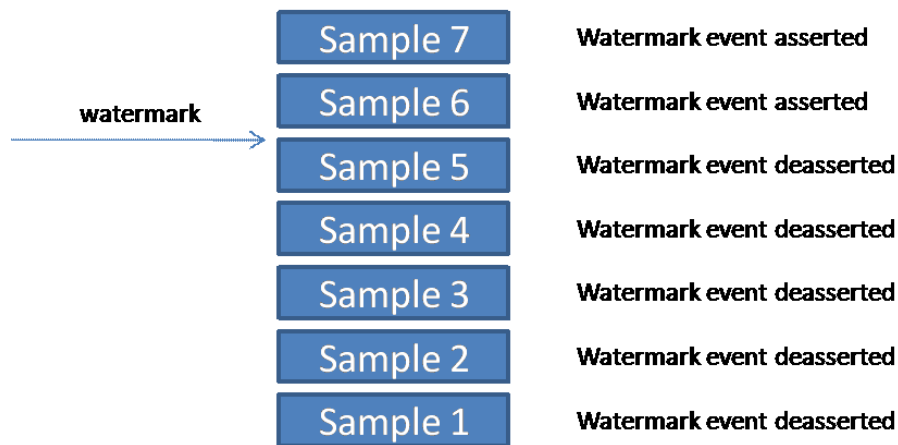 Sample 7 Watermark event asserted
Sample 6 Watermark event asserted
watermark
Sample 5 Watermark event deasserted
Sample 4 Watermark event deasserted
Sample 3 Watermark event deasserted
Sample 2 Watermark event deasserted
Sample 1 Watermark event deasserted